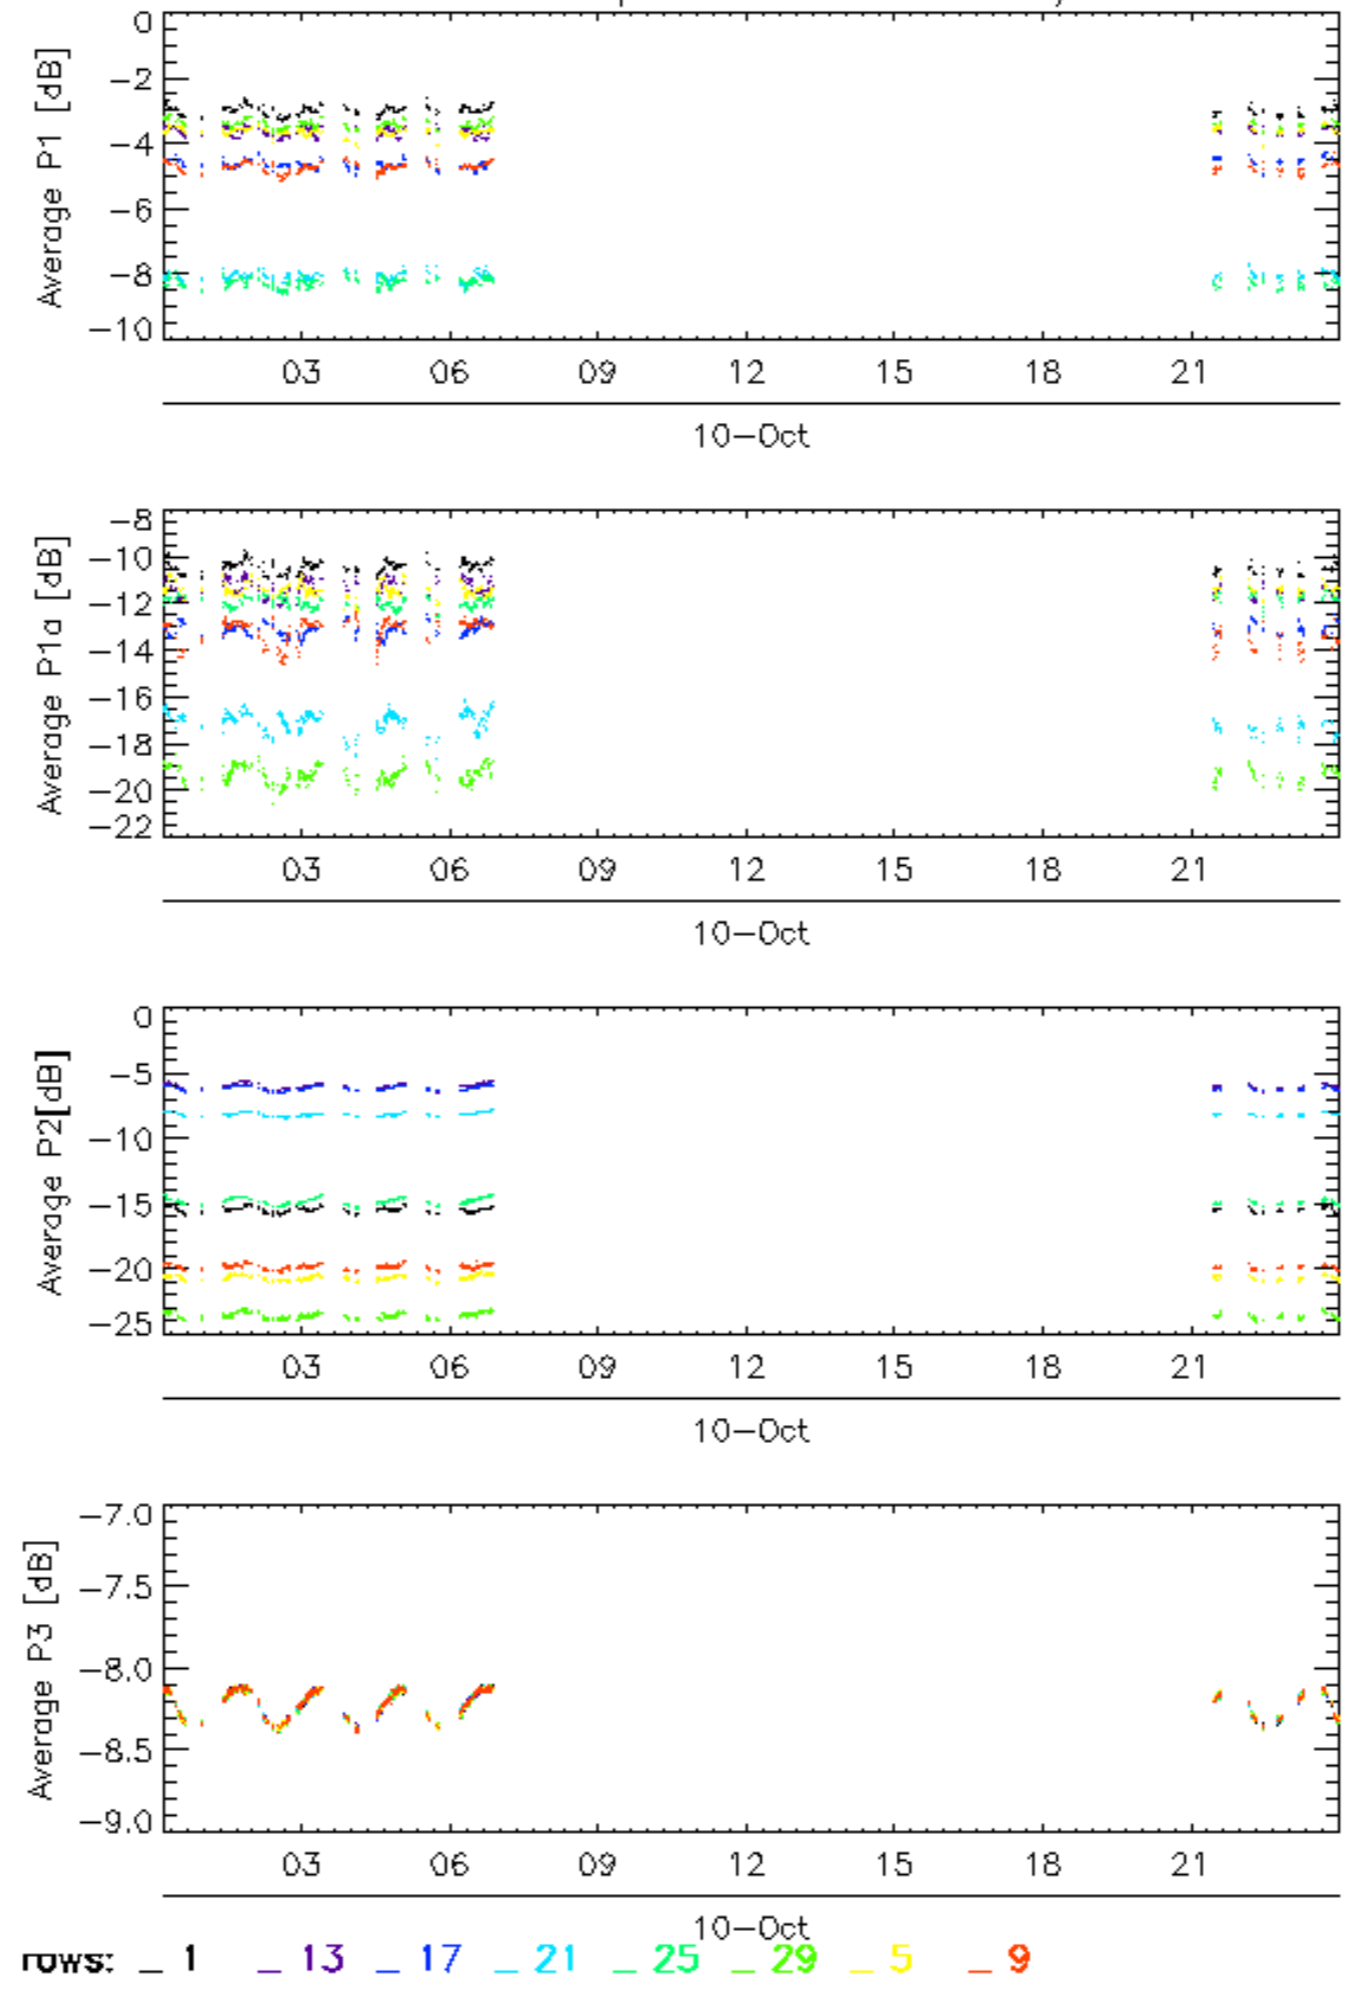 Average P1 [dB]
0
−2
−4
−6
−8
−10
03 06 09 12 15 18 21
10−Oct
Average P1a [dB]
−8
−10
−12
−14
−16
−18
−20
−22
03 06 09 12 15 18 21
10−Oct
Average P2[dB]
0
−5
−10
−15
−20
−25
03 06 09 12 15 18 21
10−Oct
Average P3 [dB]
−7.0
−7.5
−8.0
−8.5
−9.0
03 06 09 12 15 18 21
10−Oct
rows: _ 1 _ 13 _ 17 _ 21 _ 25 _ 29 _ 5 _ 9